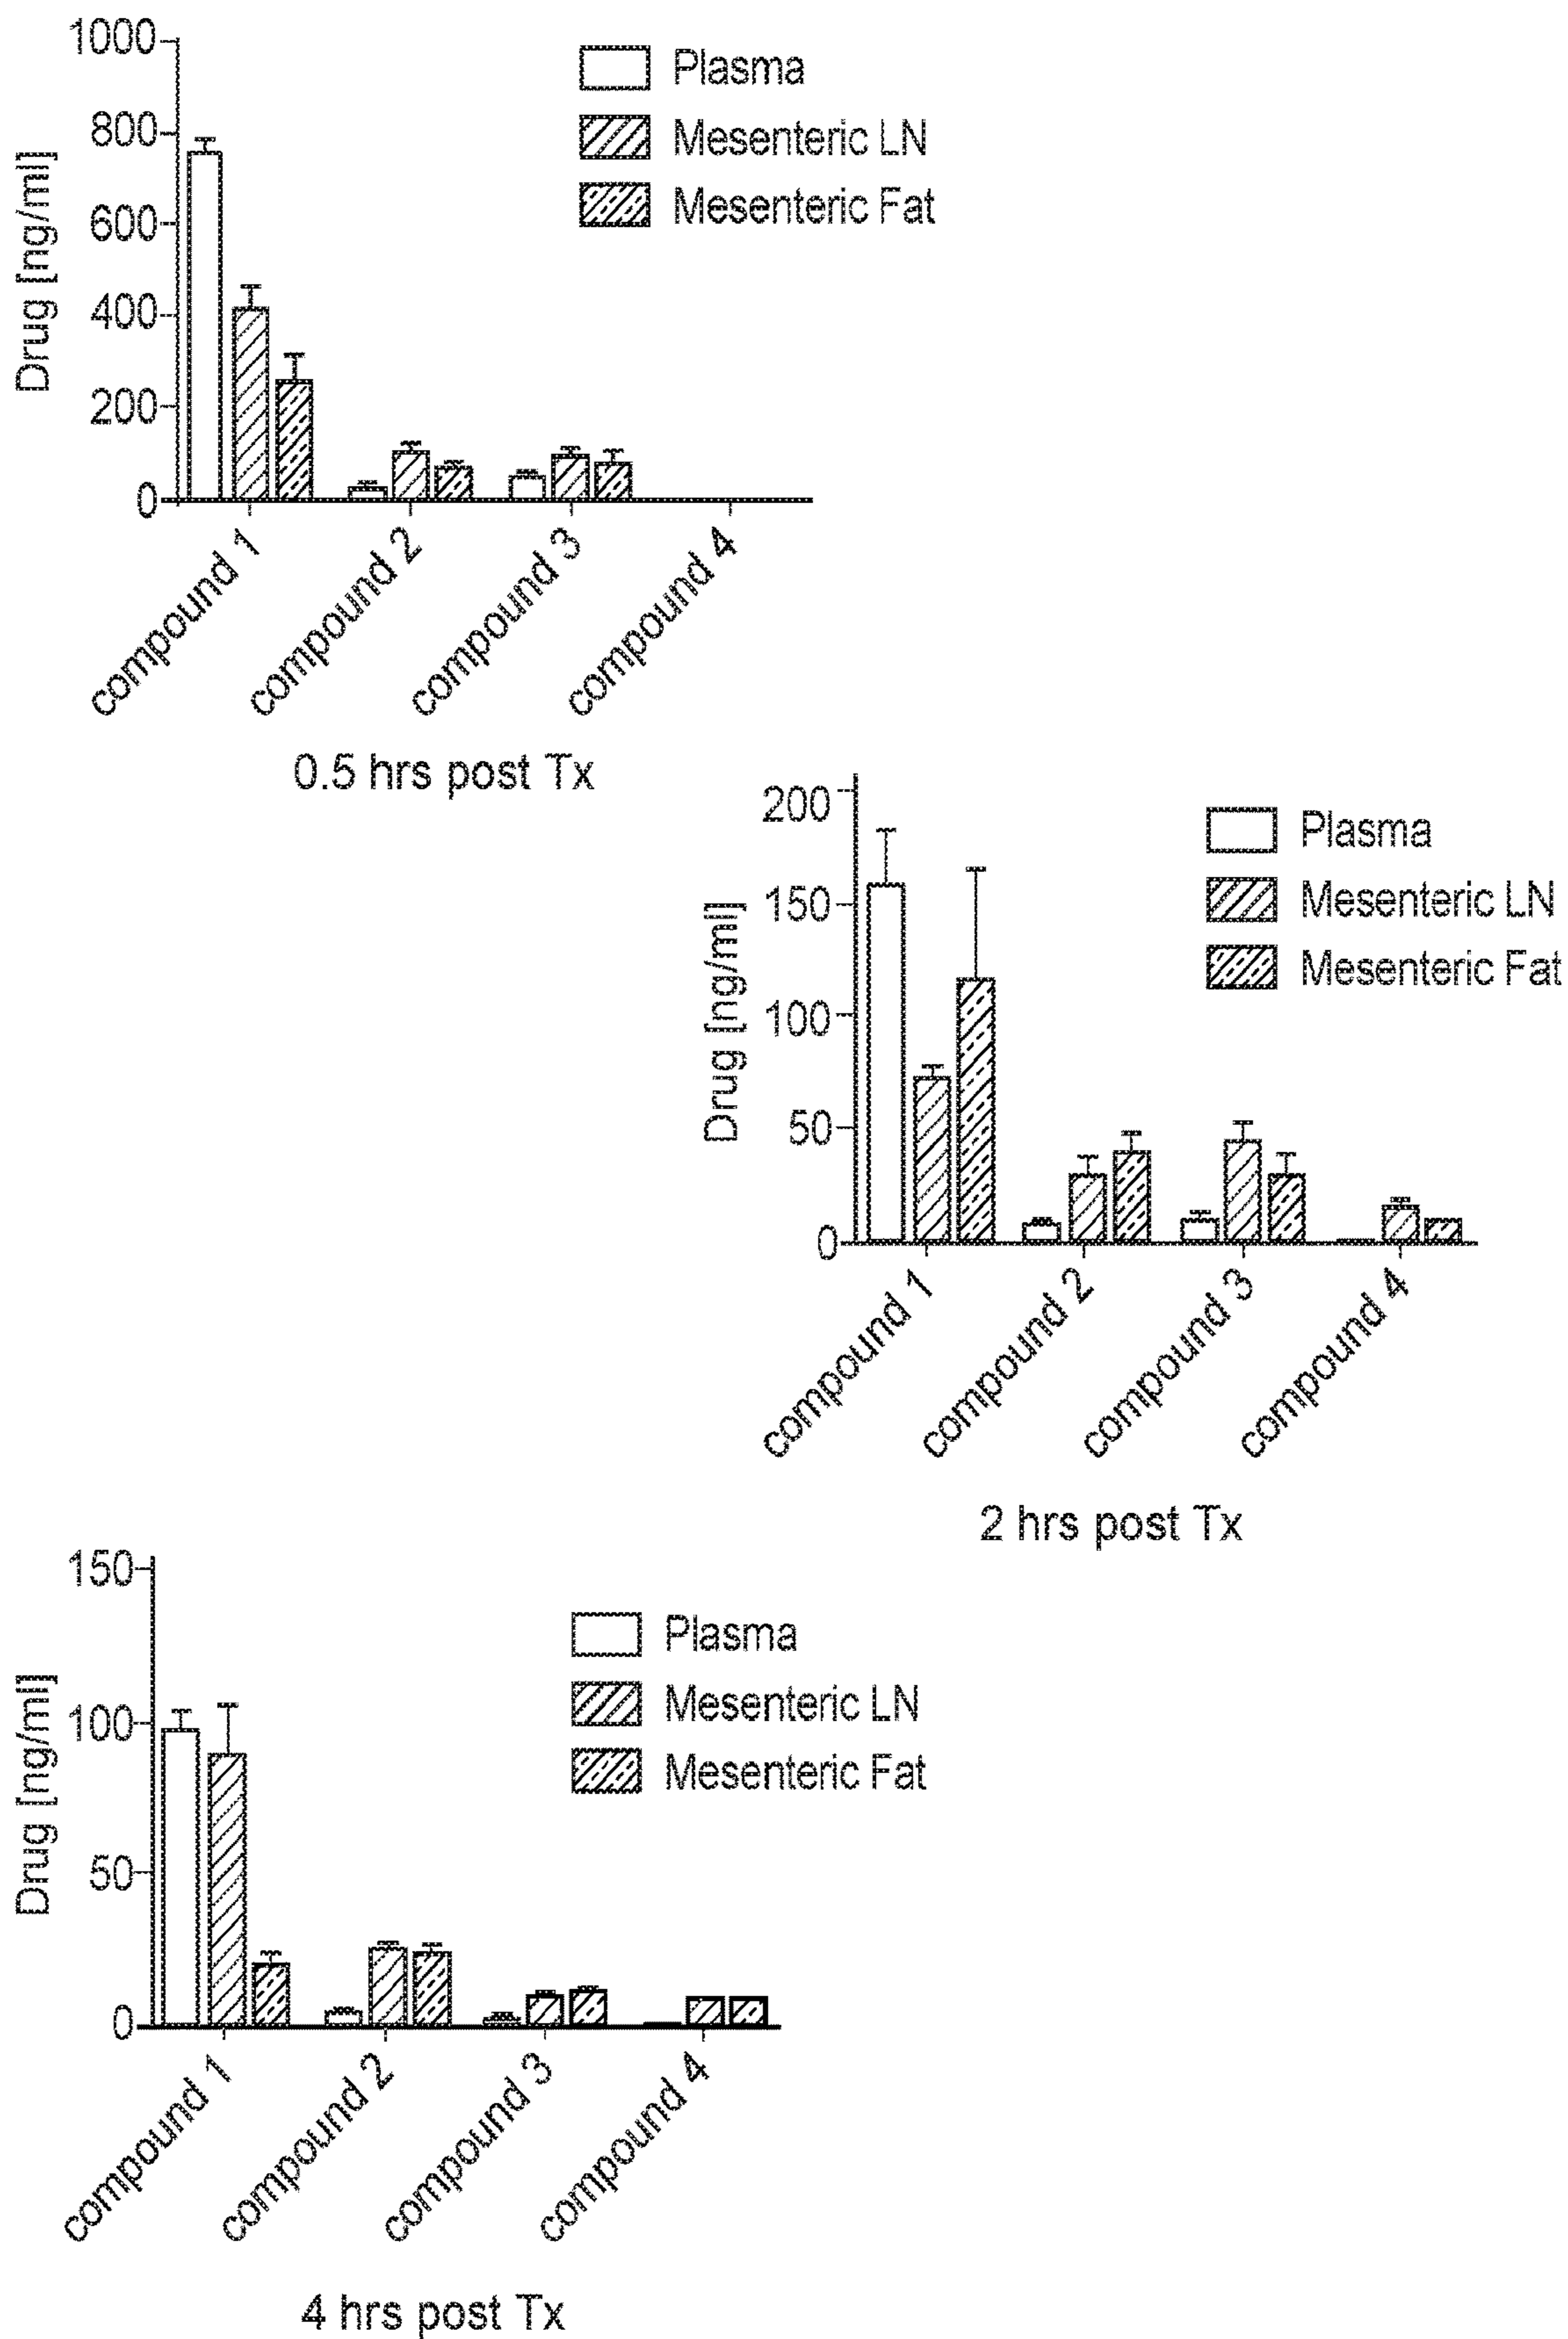 Drug [ng/ml]
1000
800
600
400
200
0
Plasma
Mesenteric LN
Mesenteric Fat
compound 1
compound 2
compound 3
compound 4
0.5 hrs post Tx
Drug [ng/ml]
200
150
100
50
0
Plasma
Mesenteric LN
Mesenteric Fat
compound 1
compound 2
compound 3
compound 4
2 hrs post Tx
Drug [ng/ml]
150
100
50
0
Plasma
Mesenteric LN
Mesenteric Fat
compound 1
compound 2
compound 3
compound 4
4 hrs post Tx